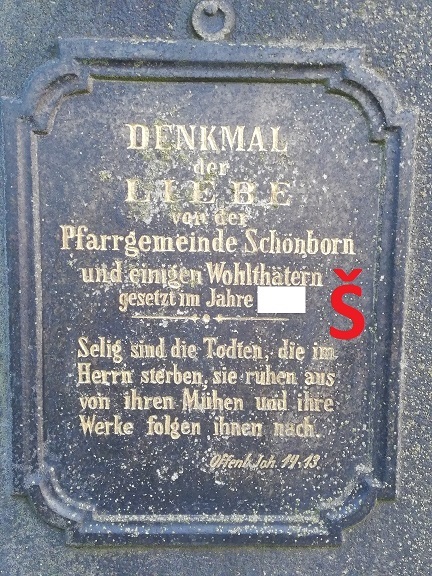 DENKMAL
der
LIEBE
von der
Pfarrgemeinde Schönborn
und einigen Wohlthätern
gesetzt im Jahre
Š
Selig sind die Todten, die im
Herrn sterben, sie ruhen aus
von ihren Mühen und ihre
Werke folgen ihnen nach.
Offenb. Joh. 14.13.